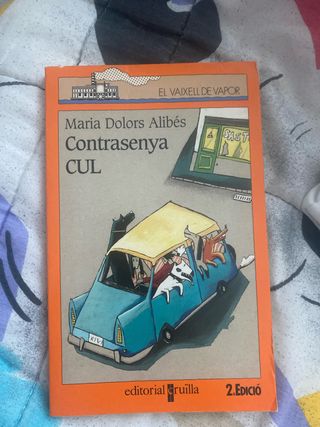 EL VAIXELL DE VAPOR
Maria Dolors Alibés
Contrasenya
CUL
editorial cruïlla
2.EDICIÓ